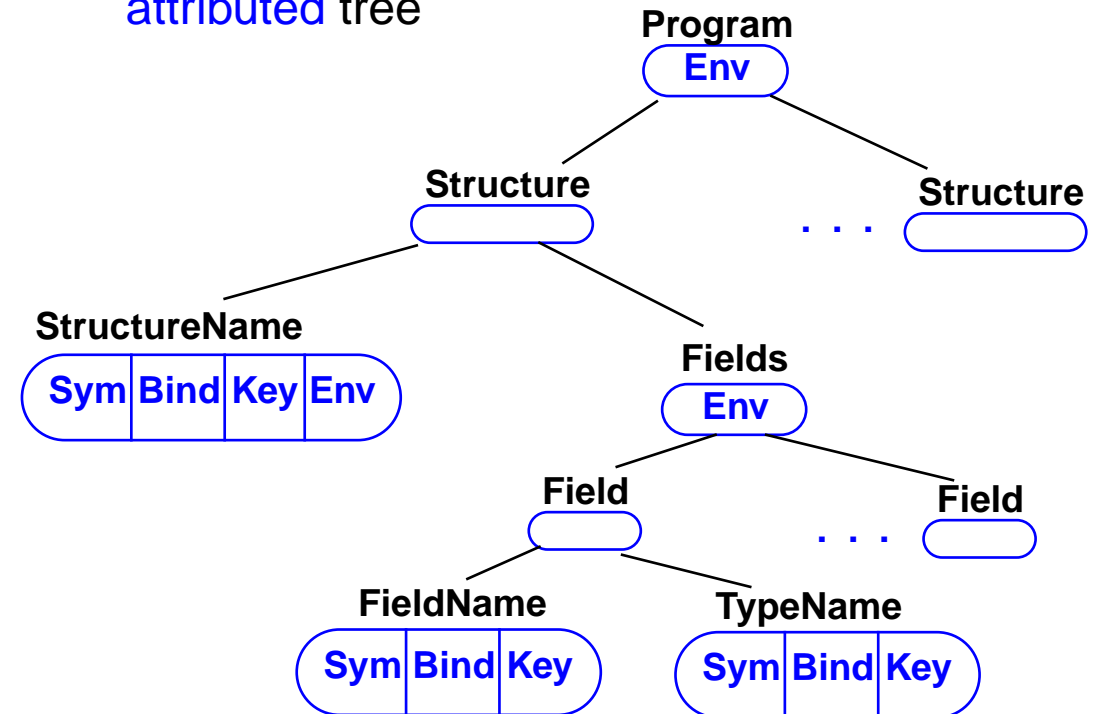 attributed tree
Program
Env
Structure
Structure
. . .
StructureName
Sym Bind Key Env
Fields
Env
Field
Field
. . .
FieldName
TypeName
Sym Bind Key
Sym Bind Key